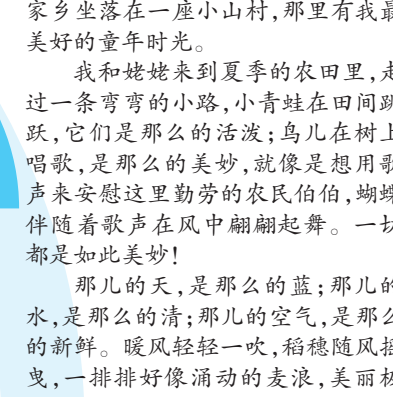 家乡坐落在一座小山村,那里有我最
美好的童年时光。
我和姥姥来到夏季的农田里,走
过一条弯弯的小路,小青蛙在田间跳
跃,它们是那么的活泼;鸟儿在树上
唱歌,是那么的美妙,就像是想用歌
声来安慰这里勤劳的农民伯伯,蝴蝶
伴随着歌声在风中翩翩起舞。一切
都是如此美妙!
那儿的天,是那么的蓝;那儿的
水,是那么的清;那儿的空气,是那么
的新鲜。暖风轻轻一吹,稻穗随风摇
曳,一排排好像涌动的麦浪,美丽极